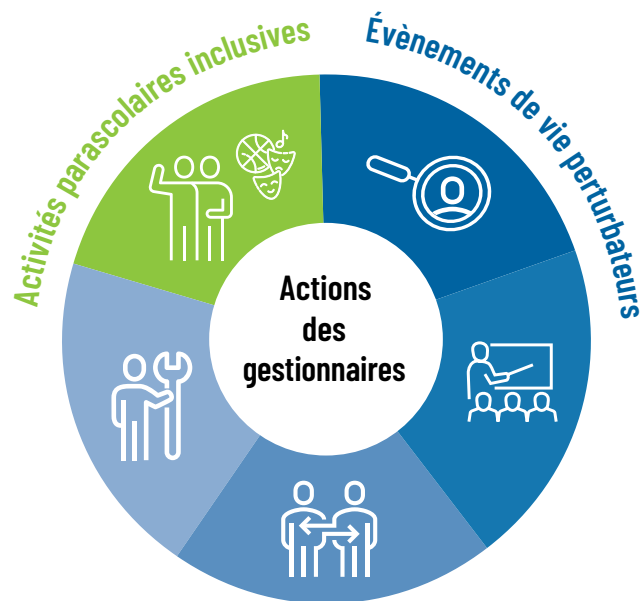 Activités parascolaires inclusives
Évènements de vie perturbateurs
Actions
des
gestionnaires